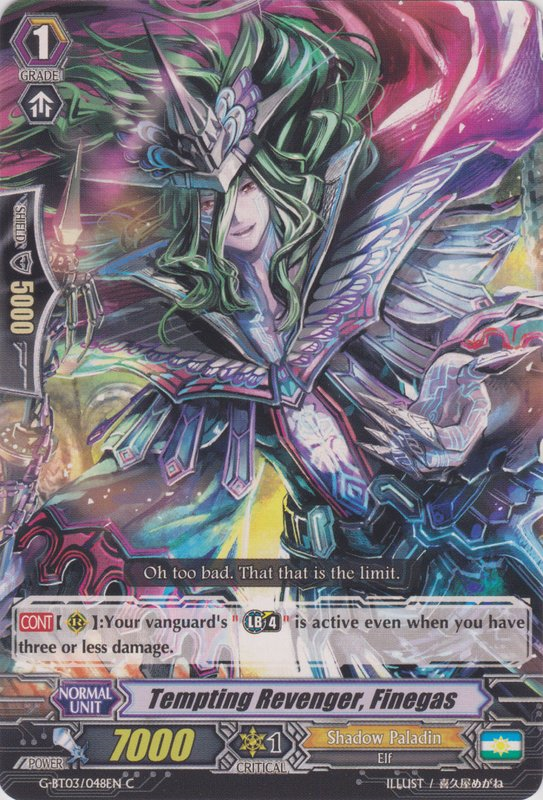 1
GRADE
SHIELD
5000
Oh too bad. That that is the limit.
CONT【 R 】:Your vanguard's " LB 4 " is active even when you have
three or less damage.
NORMAL
UNIT
Tempting Revenger, Finegas
POWER
7000
1
CRITICAL
Shadow Paladin
Elf
G-BT03/048EN C
ILLUST / 喜久屋めがね